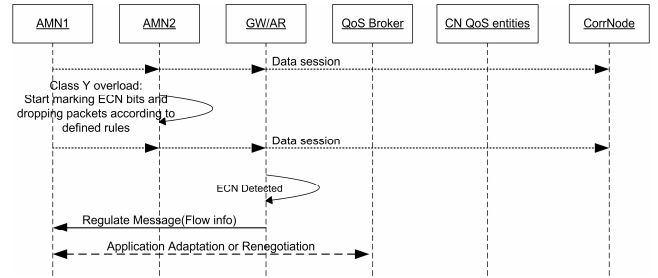 AMN1 AMN2 GW/AR QoS Broker CN QoS entities CorrNode
Data session
Class Y overload:
Start marking ECN bits and
dropping packets according to
defined rules
Data session
ECN Detected
Regulate Message(Flow info)
Application Adaptation or Renegotiation